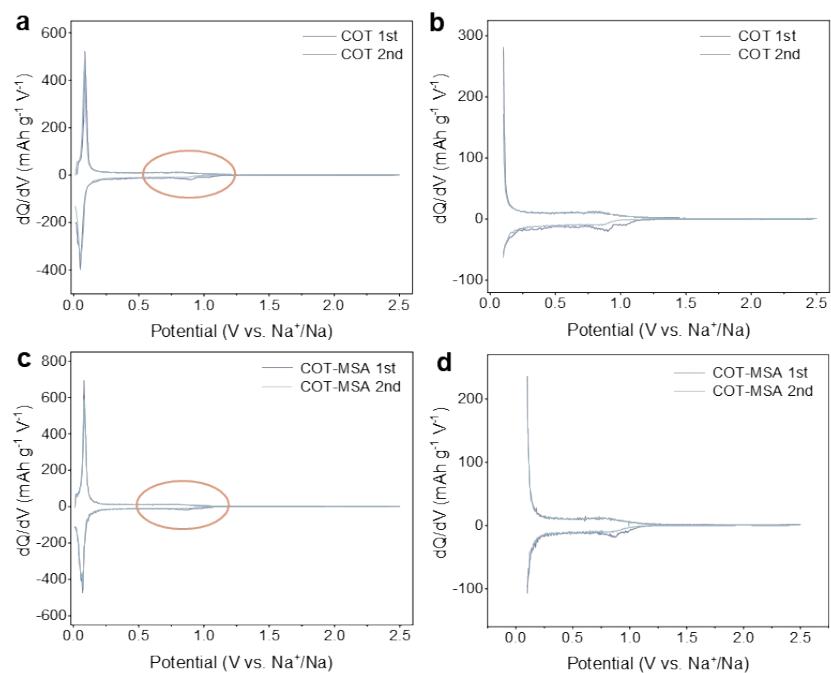 a
COT 1st
COT 2nd
600
400
200
0
-200
-400
0.0 0.5 1.0 1.5 2.0 2.5
dQ/dV (mAh g⁻¹ V⁻¹)
Potential (V vs. Na⁺/Na)
b
COT 1st
COT 2nd
300
200
100
0
-100
0.0 0.5 1.0 1.5 2.0 2.5
dQ/dV (mAh g⁻¹ V⁻¹)
Potential (V vs. Na⁺/Na)
c
COT-MSA 1st
COT-MSA 2nd
800
600
400
200
0
-200
-400
-600
0.0 0.5 1.0 1.5 2.0 2.5
dQ/dV (mAh g⁻¹ V⁻¹)
Potential (V vs. Na⁺/Na)
d
COT-MSA 1st
COT-MSA 2nd
200
100
0
-100
0.0 0.5 1.0 1.5 2.0 2.5
dQ/dV (mAh g⁻¹ V⁻¹)
Potential (V vs. Na⁺/Na)